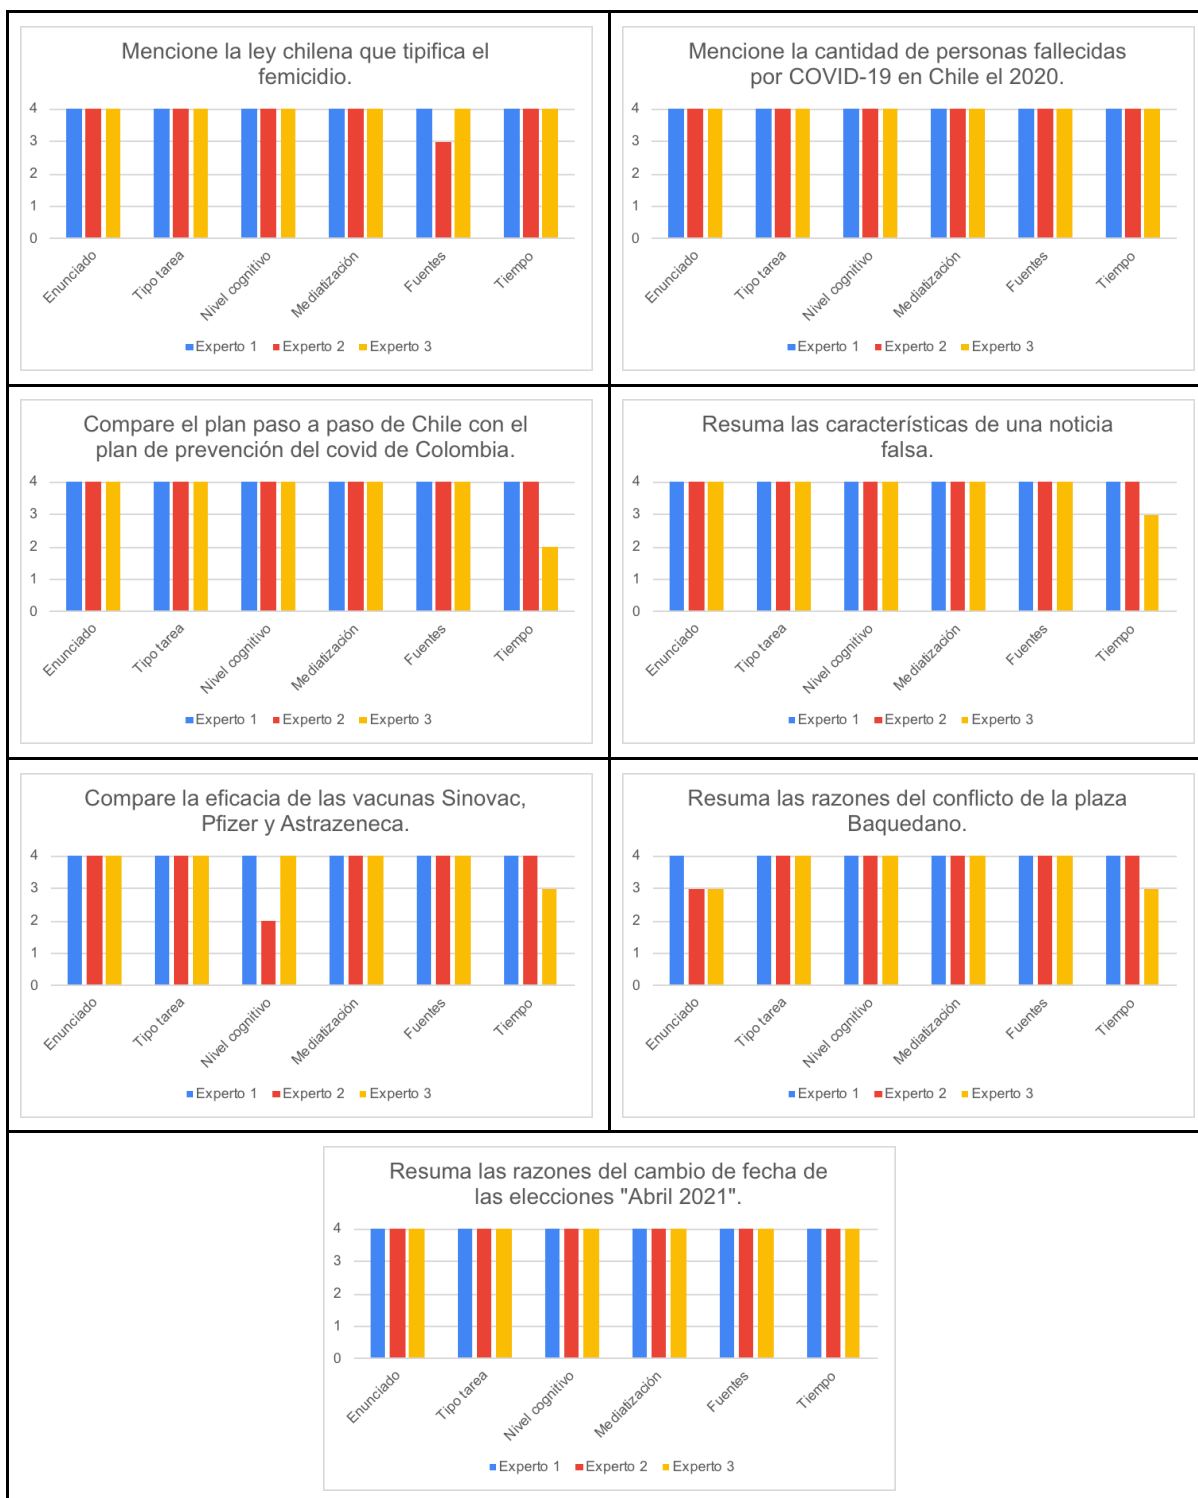 Mencione la ley chilena que tipifica el
femicidio.
4
3
2
1
0
Enunciado
Tipo tarea
Nivel cognitivo
Mediatización
Fuentes
Tiempo
Experto 1 Experto 2 Experto 3
Mencione la cantidad de personas fallecidas
por COVID-19 en Chile el 2020.
4
3
2
1
0
Enunciado
Tipo tarea
Nivel cognitivo
Mediatización
Fuentes
Tiempo
Experto 1 Experto 2 Experto 3
Compare el plan paso a paso de Chile con el
plan de prevención del covid de Colombia.
4
3
2
1
0
Enunciado
Tipo tarea
Nivel cognitivo
Mediatización
Fuentes
Tiempo
Experto 1 Experto 2 Experto 3
Resuma las características de una noticia
falsa.
4
3
2
1
0
Enunciado
Tipo tarea
Nivel cognitivo
Mediatización
Fuentes
Tiempo
Experto 1 Experto 2 Experto 3
Compare la eficacia de las vacunas Sinovac,
Pfizer y Astrazeneca.
4
3
2
1
0
Enunciado
Tipo tarea
Nivel cognitivo
Mediatización
Fuentes
Tiempo
Experto 1 Experto 2 Experto 3
Resuma las razones del conflicto de la plaza
Baquedano.
4
3
2
1
0
Enunciado
Tipo tarea
Nivel cognitivo
Mediatización
Fuentes
Tiempo
Experto 1 Experto 2 Experto 3
Resuma las razones del cambio de fecha de
las elecciones "Abril 2021".
4
3
2
1
0
Enunciado
Tipo tarea
Nivel cognitivo
Mediatización
Fuentes
Tiempo
Experto 1 Experto 2 Experto 3